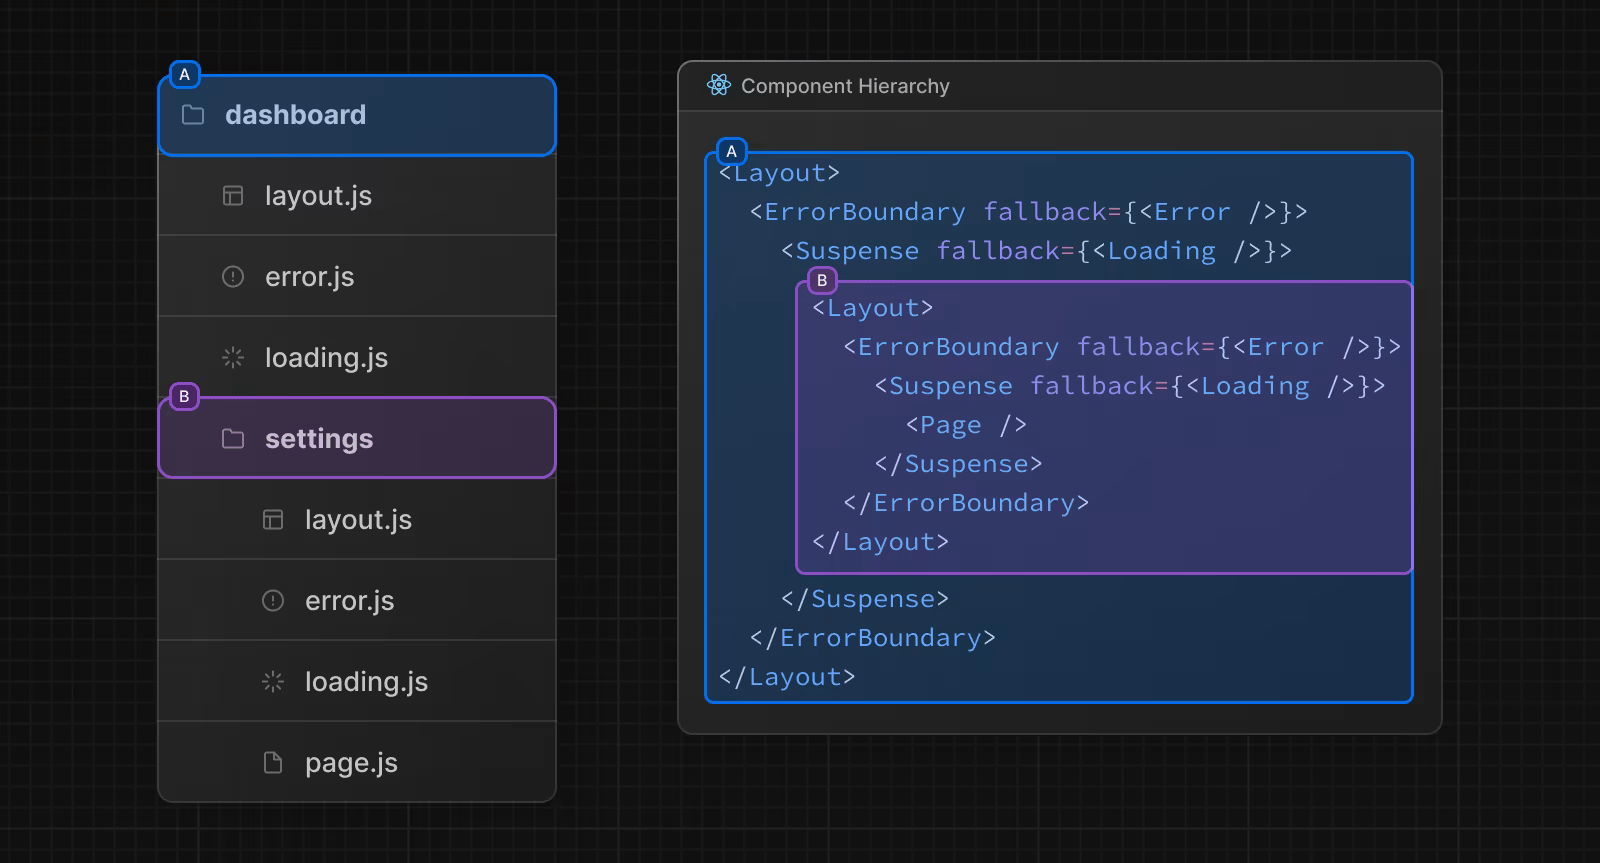 A
dashboard
layout.js
error.js
loading.js
B
settings
layout.js
error.js
loading.js
page.js
Component Hierarchy
A
<Layout>
<ErrorBoundary fallback={<Error />}>
<Suspense fallback={<Loading />}>
B
<Layout>
<ErrorBoundary fallback={<Error />}>
<Suspense fallback={<Loading />}>
<Page />
</Suspense>
</ErrorBoundary>
</Layout>
</Suspense>
</ErrorBoundary>
</Layout>